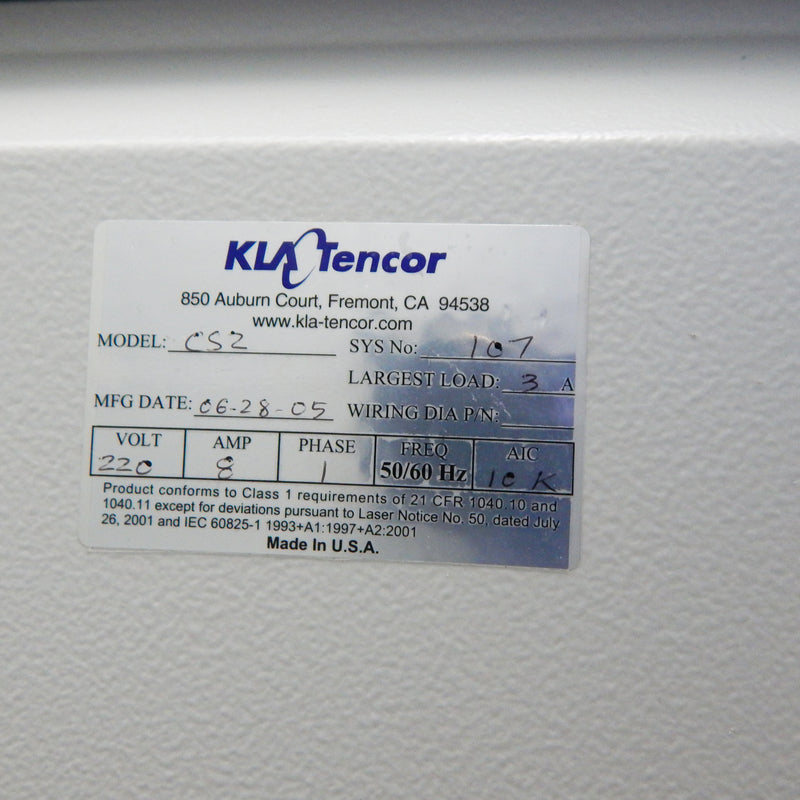 KLA Tencor
850 Auburn Court, Fremont, CA 94538
www.kla-tencor.com
MODEL: CS2 SYS No: 107
LARGEST LOAD: 3 A
MFG DATE: 06-28-05 WIRING DIA P/N:
VOLT AMP PHASE FREQ AIC
220 8 1 50/60 Hz 10K
Product conforms to Class 1 requirements of 21 CFR 1040.10 and
1040.11 except for deviations pursuant to Laser Notice No. 50, dated July
26, 2001 and IEC 60825-1 1993+A1:1997+A2:2001
Made In U.S.A.